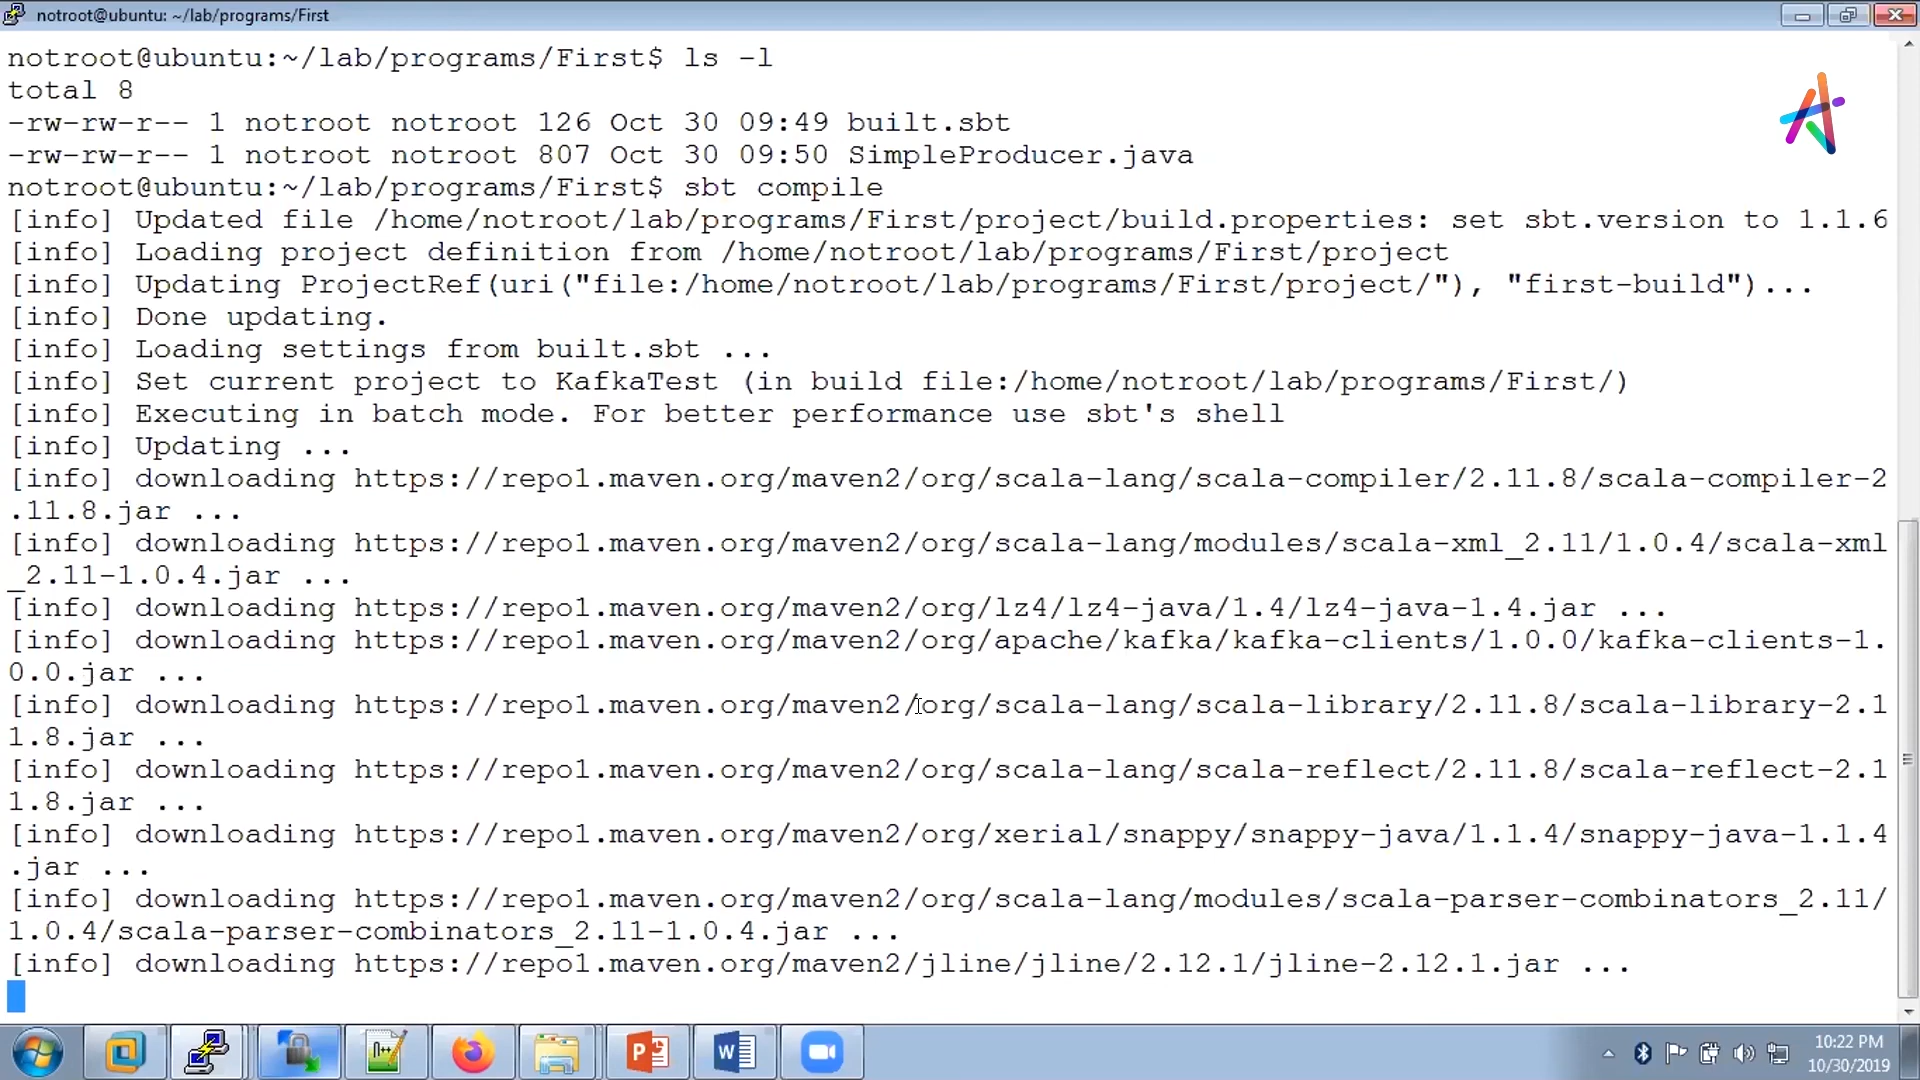 notroot@ubuntu: ~/lab/programs/First
notroot@ubuntu:~/lab/programs/First$ ls -l
total 8
-rw-rw-r-- 1 notroot notroot 126 Oct 30 09:49 built.sbt
-rw-rw-r-- 1 notroot notroot 807 Oct 30 09:50 SimpleProducer.java
notroot@ubuntu:~/lab/programs/First$ sbt compile
[info] Updated file /home/notroot/lab/programs/First/project/build.properties: set sbt.version to 1.1.6
[info] Loading project definition from /home/notroot/lab/programs/First/project
[info] Updating ProjectRef(uri("file:/home/notroot/lab/programs/First/project/"), "first-build")...
[info] Done updating.
[info] Loading settings from built.sbt ...
[info] Set current project to KafkaTest (in build file:/home/notroot/lab/programs/First/)
[info] Executing in batch mode. For better performance use sbt's shell
[info] Updating ...
[info] downloading https://repo1.maven.org/maven2/org/scala-lang/scala-compiler/2.11.8/scala-compiler-2
.11.8.jar ...
[info] downloading https://repo1.maven.org/maven2/org/scala-lang/modules/scala-xml_2.11/1.0.4/scala-xml
_2.11-1.0.4.jar ...
[info] downloading https://repo1.maven.org/maven2/org/lz4/lz4-java/1.4/lz4-java-1.4.jar ...
[info] downloading https://repo1.maven.org/maven2/org/apache/kafka/kafka-clients/1.0.0/kafka-clients-1.
0.0.jar ...
[info] downloading https://repo1.maven.org/maven2/org/scala-lang/scala-library/2.11.8/scala-library-2.1
1.8.jar ...
[info] downloading https://repo1.maven.org/maven2/org/scala-lang/scala-reflect/2.11.8/scala-reflect-2.1
1.8.jar ...
[info] downloading https://repo1.maven.org/maven2/org/xerial/snappy/snappy-java/1.1.4/snappy-java-1.1.4
.jar ...
[info] downloading https://repo1.maven.org/maven2/org/scala-lang/modules/scala-parser-combinators_2.11/
1.0.4/scala-parser-combinators_2.11-1.0.4.jar ...
[info] downloading https://repo1.maven.org/maven2/jline/jline/2.12.1/jline-2.12.1.jar ...
10:22 PM
10/30/2019